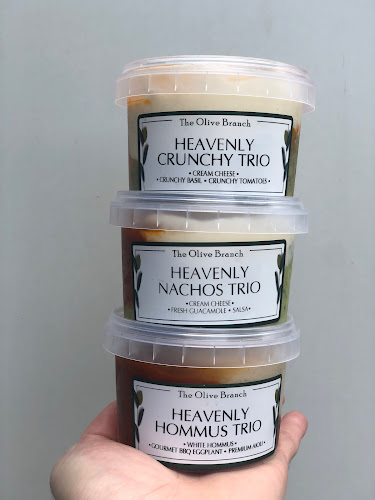 The Olive Branch
HEAVENLY
CRUNCHY TRIO
• CREAM CHEESE •
• CRUNCHY BASIL • CRUNCHY TOMATOES •
The Olive Branch
HEAVENLY
NACHOS TRIO
• CREAM CHEESE •
• FRESH GUACAMOLE • SALSA •
The Olive Branch
HEAVENLY
HOMMUS TRIO
• WHITE HOMMUS •
• GOURMET BBQ EGGPLANT • PREMIUM AIOLI •